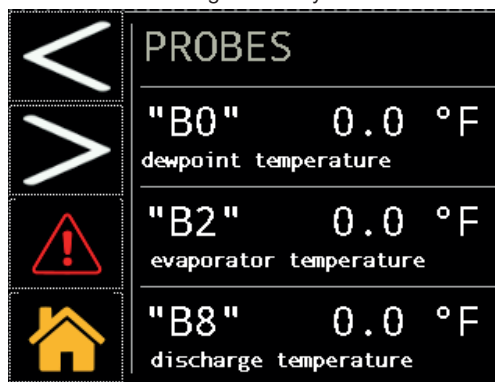 PROBES
"B0" 0.0 °F
dewpoint temperature
"B2" 0.0 °F
evaporator temperature
"B8" 0.0 °F
discharge temperature